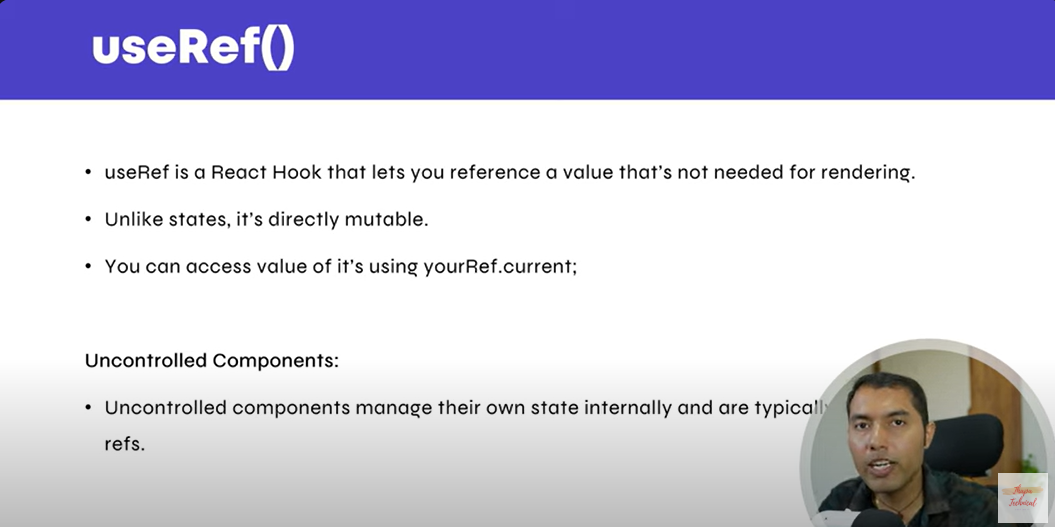 useRef()
• useRef is a React Hook that lets you reference a value that's not needed for rendering.
• Unlike states, it's directly mutable.
• You can access value of it's using yourRef.current;
Uncontrolled Components:
• Uncontrolled components manage their own state internally and are
refs.
Thapa
Technical